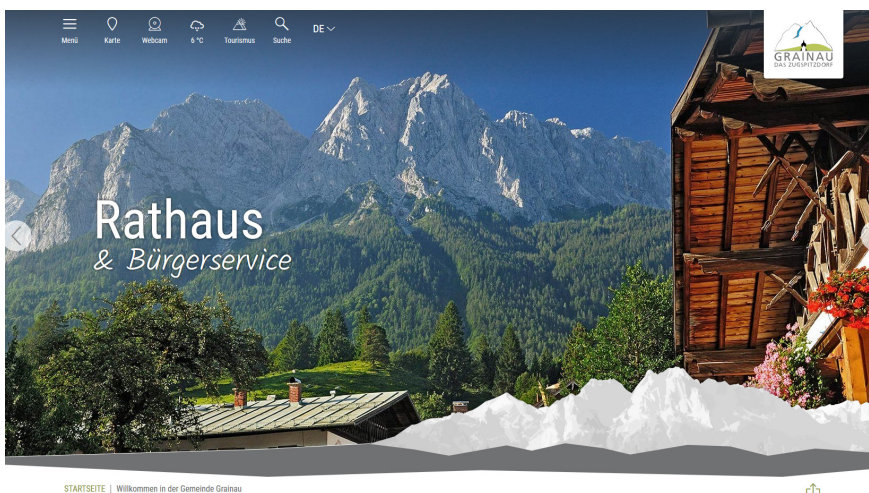 Menü
Karte
Webcam
6 °C
Tourismus
Suche
DE
GRAINAU
DAS ZUGSPITZDORF
Rathaus
& Bürgerservice
STARTSEITE | Willkommen in der Gemeinde Grainau